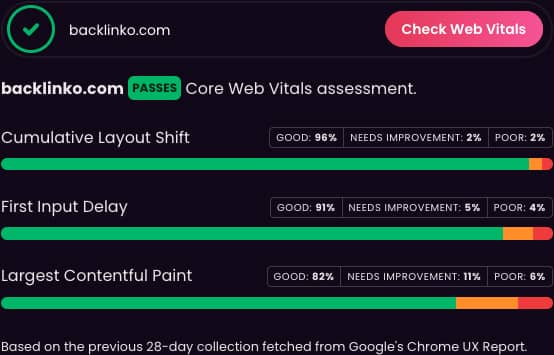 backlinko.com
Check Web Vitals
backlinko.com PASSES Core Web Vitals assessment.
Cumulative Layout Shift GOOD: 96% NEEDS IMPROVEMENT: 2% POOR: 2%
First Input Delay GOOD: 91% NEEDS IMPROVEMENT: 5% POOR: 4%
Largest Contentful Paint GOOD: 82% NEEDS IMPROVEMENT: 11% POOR: 6%
Based on the previous 28-day collection fetched from Google's Chrome UX Report.